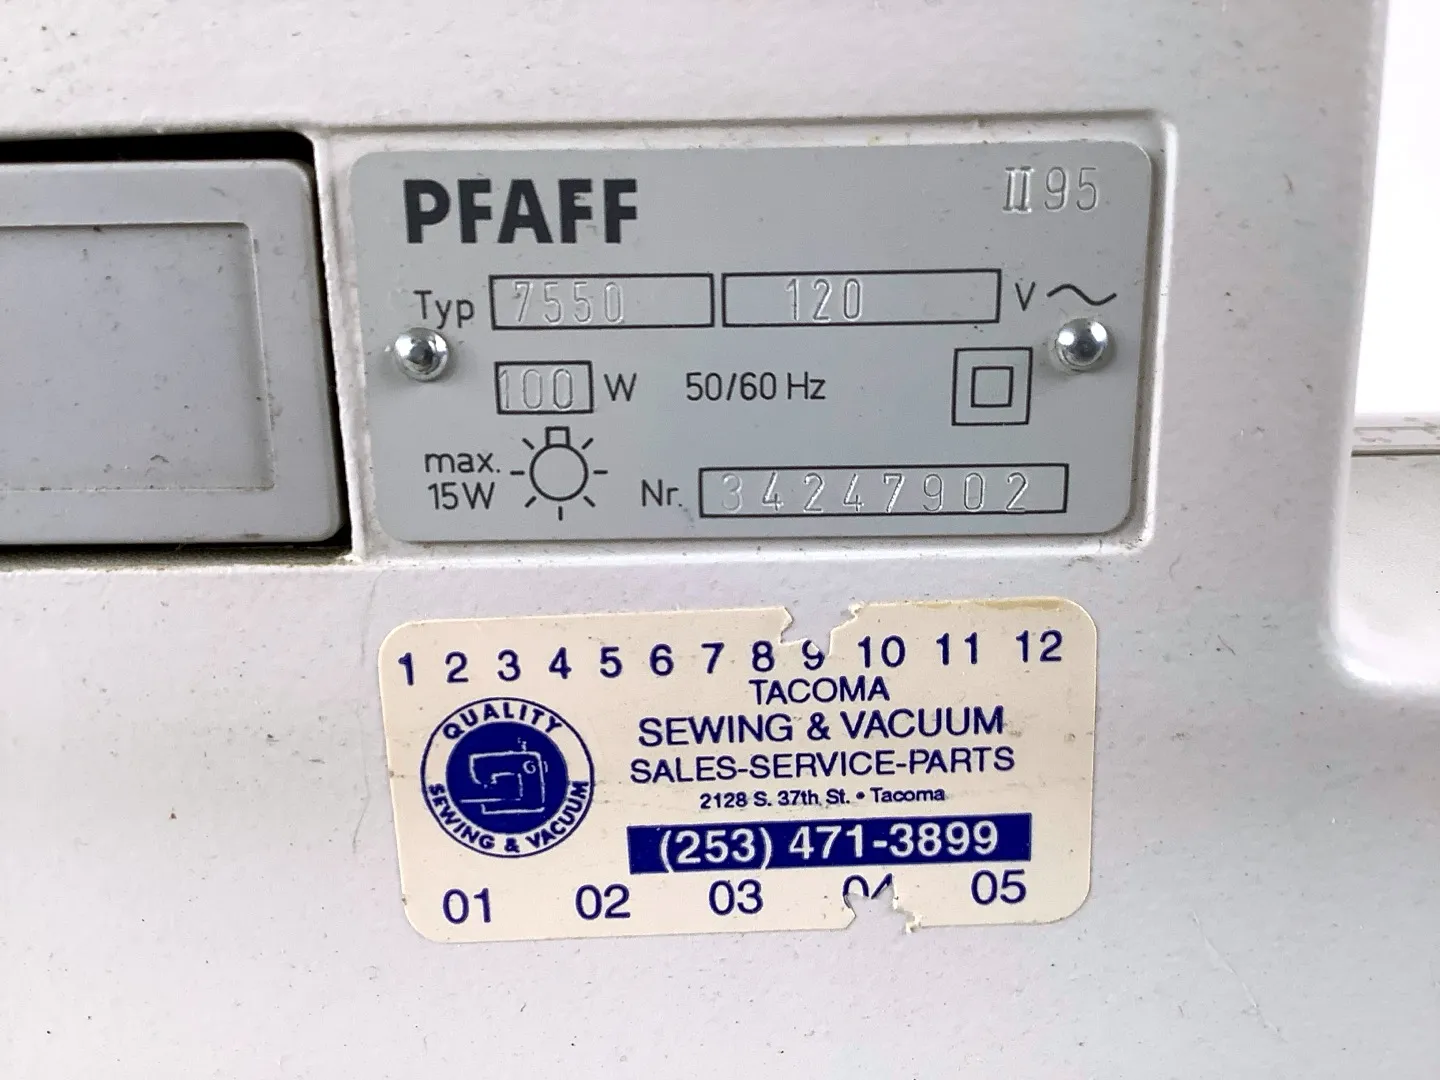 PFAFF
II 95
Typ 7550 120 V~
100 W 50/60 Hz
max.
15W
Nr. 34247902
1 2 3 4 5 6 7 8 9 10 11 12
QUALITY
SEWING & VACUUM
TACOMA
SEWING & VACUUM
SALES-SERVICE-PARTS
2128 S. 37th St. • Tacoma
(253) 471-3899
01 02 03 04 05